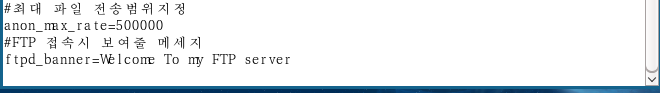 #최대 파일 전송범위지정
anon_max_rate=500000
#FTP 접속시 보여줄 메세지
ftpd_banner=Welcome To my FTP server